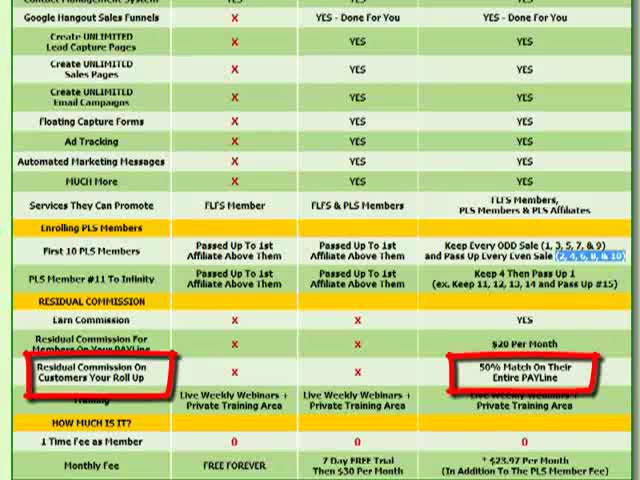 Contact Management System YES YES YES
Google Hangout Sales Funnels X YES - Done For You YES - Done For You
Create UNLIMITED
Lead Capture Pages X YES YES
Create UNLIMITED
Sales Pages X YES YES
Create UNLIMITED
Email Campaigns X YES YES
Floating Capture Forms X YES YES
Ad Tracking X YES YES
Automated Marketing Messages X YES YES
MUCH More X YES YES
Services They Can Promote FLFS Member FLFS & PLS Members FLFS Members,
PLS Members & PLS Affiliates
Enrolling PLS Members
First 10 PLS Members Passed Up To 1st Passed Up To 1st Keep Every ODD Sale (1, 3, 5, 7, & 9)
Affiliate Above Them Affiliate Above Them and Pass Up Every Even Sale (2, 4, 6, 8, & 10)
PLS Member #11 To Infinity Passed Up To 1st Passed Up To 1st Keep 4 Then Pass Up 1
Affiliate Above Them Affiliate Above Them (ex. Keep 11, 12, 13, 14 and Pass Up #15)
RESIDUAL COMMISSION
Earn Commission X X YES
Residual Commission For
Members On Your PAYLine X X $20 Per Month
Residual Commission On
Customers Your Roll Up X X 50% Match On Their
Entire PAYLine
Training Live Weekly Webinars + Live Weekly Webinars + Live Weekly Webinars +
Private Training Area Private Training Area Private Training Area
HOW MUCH IS IT?
1 Time Fee as Member 0 0 0
Monthly Fee FREE FOREVER 7 Day FREE Trial + $23.97 Per Month
Then $30 Per Month (In Addition To The PLS Member Fee)